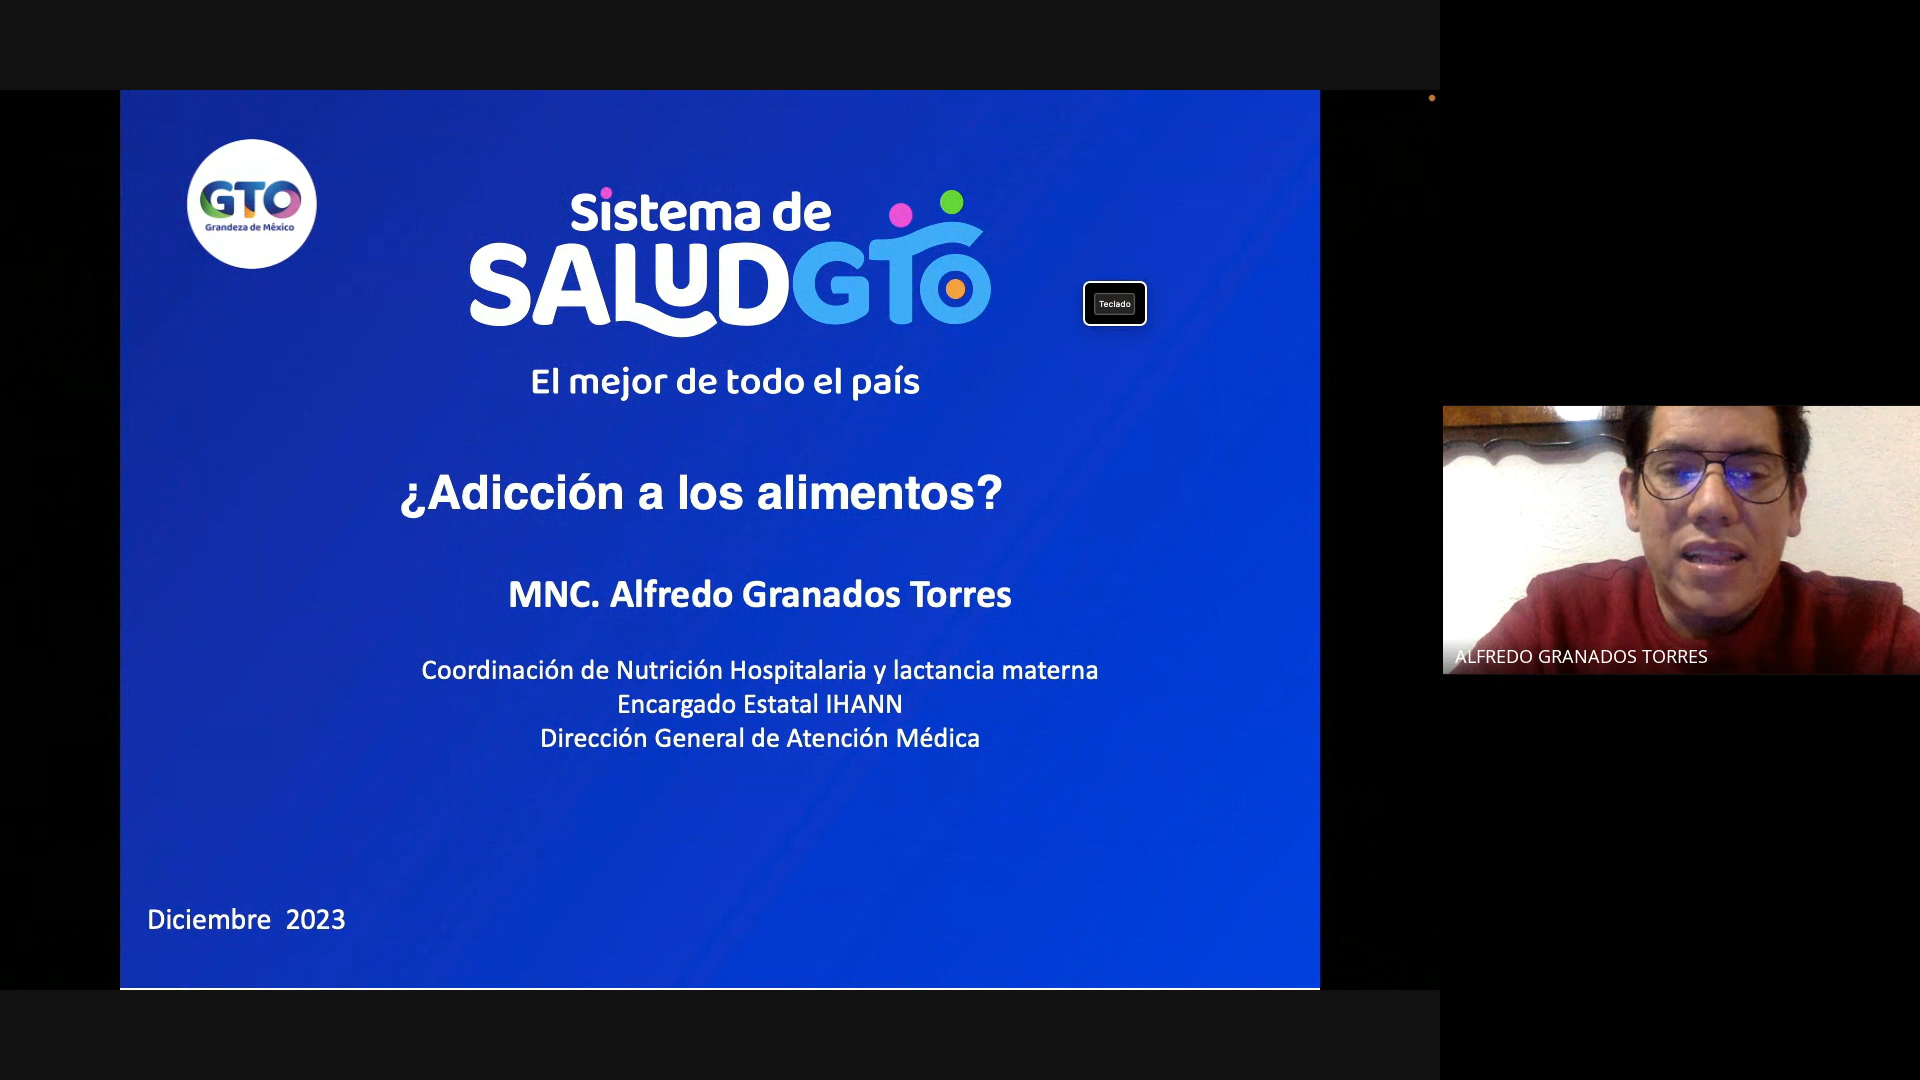 GTO
Grandeza de México
Sistema de
SALUDGTO
El mejor de todo el país
Teclado
¿Adicción a los alimentos?
MNC. Alfredo Granados Torres
Coordinación de Nutrición Hospitalaria y lactancia materna
Encargado Estatal IHANN
Dirección General de Atención Médica
Diciembre 2023
ALFREDO GRANADOS TORRES